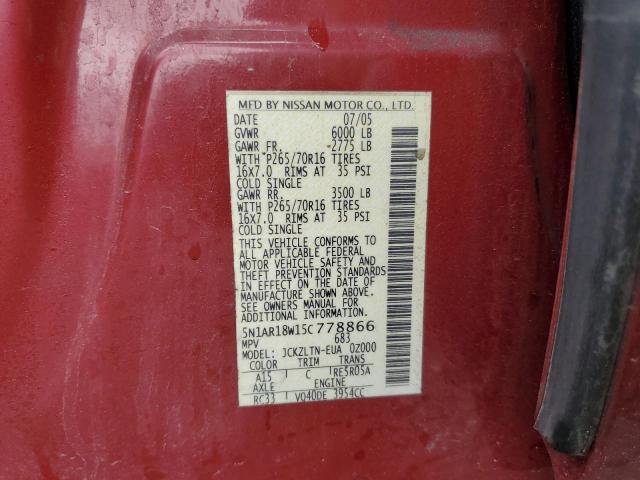 MFD BY NISSAN MOTOR CO., LTD.
DATE 07/05
GVWR 6000 LB
GAWR FR. 2775 LB
WITH P265/70R16 TIRES
16X7.0 RIMS AT 35 PSI
COLD SINGLE
GAWR RR. 3500 LB
WITH P265/70R16 TIRES
16X7.0 RIMS AT 35 PSI
COLD SINGLE
THIS VEHICLE CONFORMS TO
ALL APPLICABLE FEDERAL
MOTOR VEHICLE SAFETY AND
THEFT PREVENTION STANDARDS
IN EFFECT ON THE DATE OF
MANUFACTURE SHOWN ABOVE.
SEE OWNERS MANUAL FOR
ADDITIONAL INFORMATION.
5N1AR18W15C778866
MPV 683
MODEL: JCKZLTN-EUA 0Z000
COLOR TRIM TRANS
A15 C RE5R05A
AXLE ENGINE
RC33 VQ40DE 3954CC